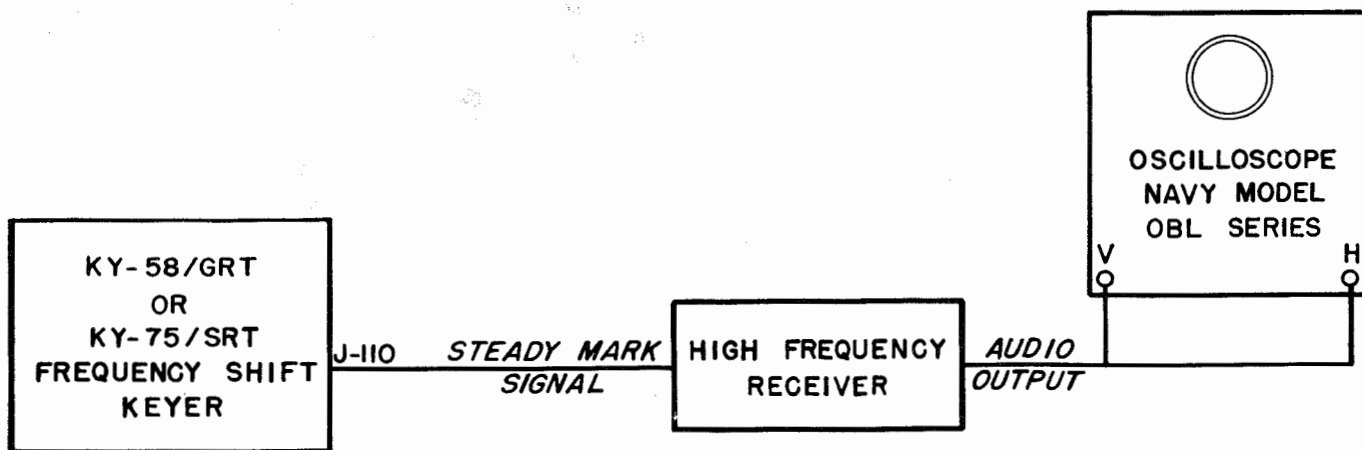 KY-58/GRT
OR
KY-75/SRT
FREQUENCY SHIFT
KEYER
J-110
STEADY MARK
SIGNAL
HIGH FREQUENCY
RECEIVER
AUDIO
OUTPUT
OSCILLOSCOPE
NAVY MODEL
OBL SERIES
V
H